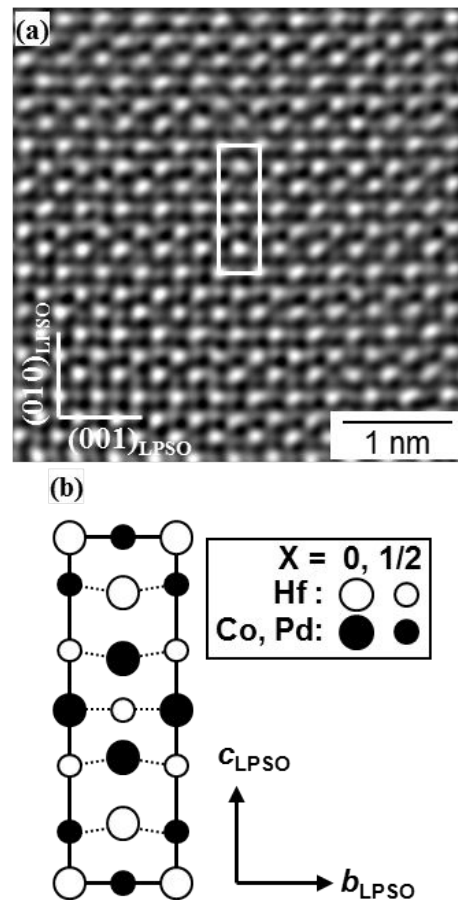 (a)
(010)LPSO
(001)LPSO
1 nm
(b)
X = 0, 1/2
Hf :
Co, Pd:
cLPSO
bLPSO